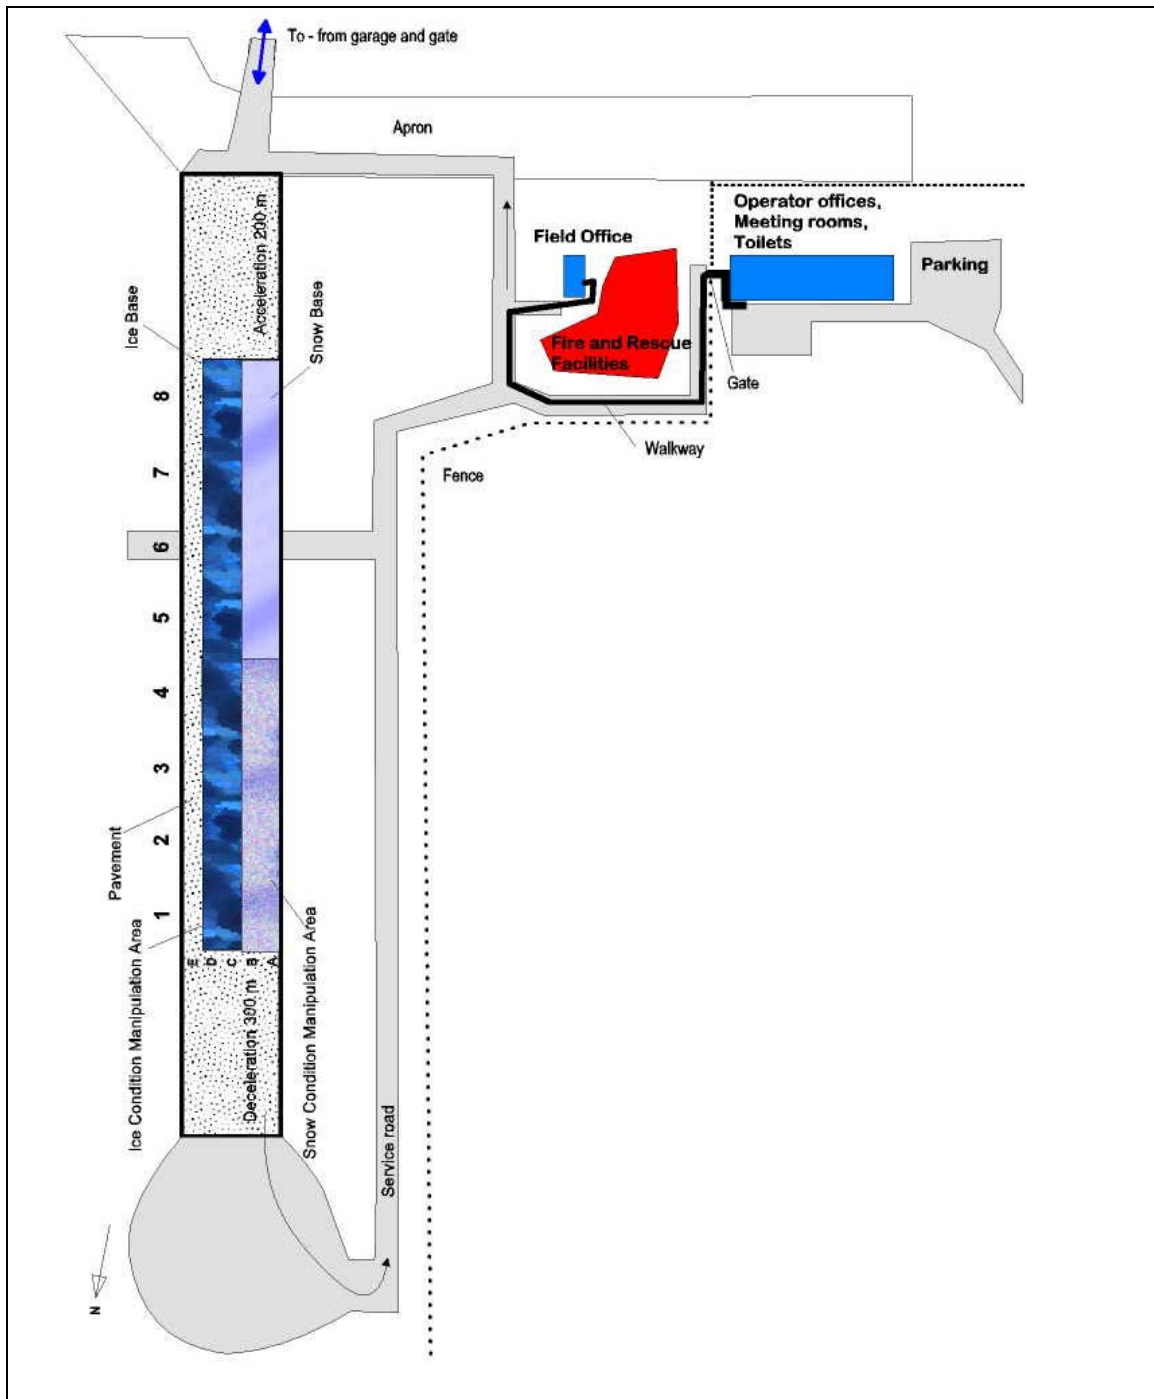 To - from garage and gate
Apron
Operator offices,
Meeting rooms,
Toilets
Field Office
Parking
Acceleration 200 m
Ice Base
Snow Base
Fire and Rescue
Facilities
Gate
Walkway
Fence
8
7
6
5
4
3
2
1
Pavement
Ice Condition Manipulation Area
E
D
C
B
A
Deceleration 300 m
Snow Condition Manipulation Area
Service road
N